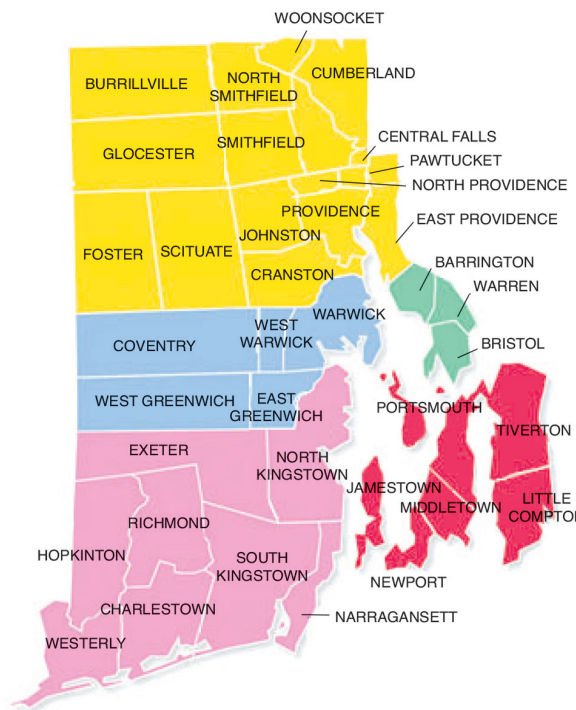 WOONSOCKET
BURRILLVILLE
NORTH
SMITHFIELD
CUMBERLAND
GLOCESTER
SMITHFIELD
CENTRAL FALLS
PAWTUCKET
NORTH PROVIDENCE
PROVIDENCE
EAST PROVIDENCE
JOHNSTON
FOSTER
SCITUATE
CRANSTON
BARRINGTON
WARREN
BRISTOL
COVENTRY
WEST
WARWICK
WARWICK
WEST GREENWICH
EAST
GREENWICH
PORTSMOUTH
TIVERTON
EXETER
NORTH
KINGSTOWN
JAMESTOWN
MIDDLETOWN
LITTLE
COMPTON
RICHMOND
HOPKINTON
SOUTH
KINGSTOWN
NEWPORT
CHARLESTOWN
NARRAGANSETT
WESTERLY